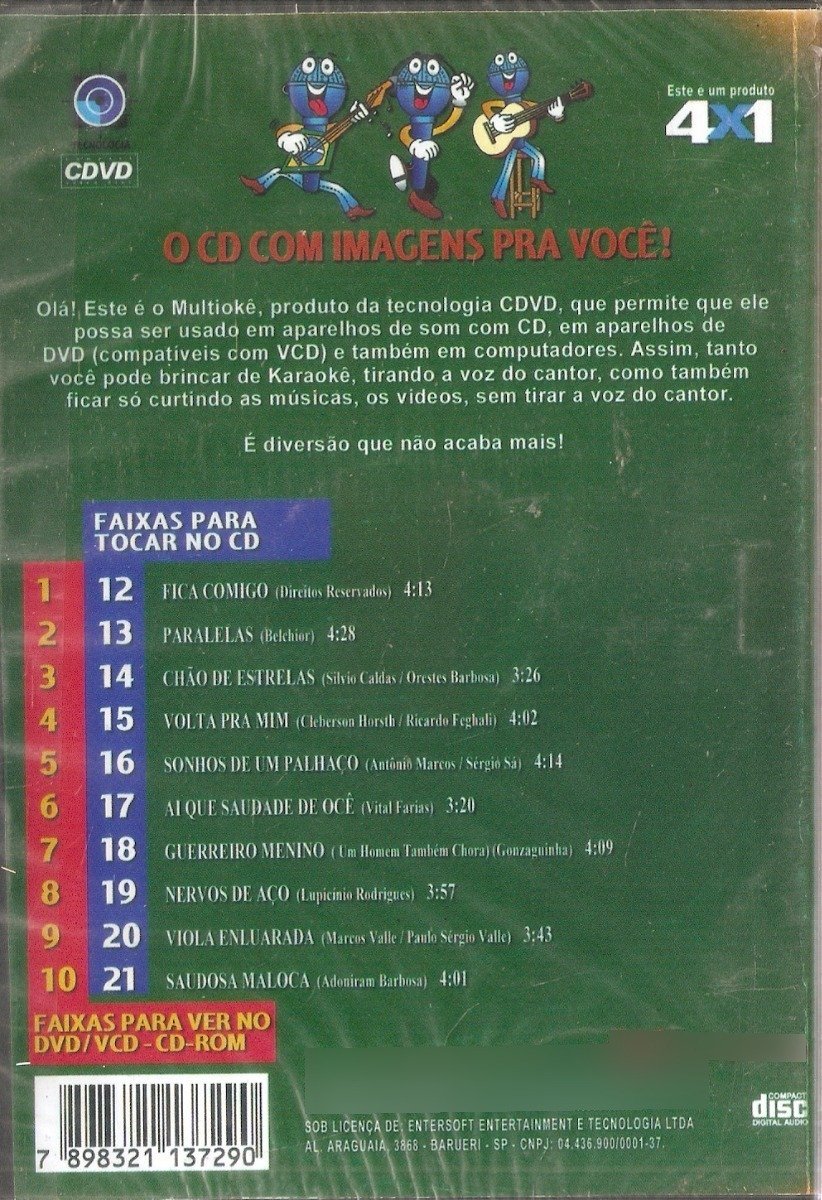 TECNOLOGIA
CDVD
Este é um produto
4x1
O CD COM IMAGENS PRA VOCÊ!
Olá! Este é o Multiokê, produto da tecnologia CDVD, que permite que ele
possa ser usado em aparelhos de som com CD, em aparelhos de
DVD (compatíveis com VCD) e também em computadores. Assim, tanto
você pode brincar de Karaokê, tirando a voz do cantor, como também
ficar só curtindo as músicas, os vídeos, sem tirar a voz do cantor.
É diversão que não acaba mais!
FAIXAS PARA
TOCAR NO CD
1 12 FICA COMIGO (Direitos Reservados) 4:13
2 13 PARALELAS (Belchior) 4:28
3 14 CHÃO DE ESTRELAS (Silvio Caldas / Orestes Barbosa) 3:26
4 15 VOLTA PRA MIM (Cleberson Horsth / Ricardo Feghali) 4:02
5 16 SONHOS DE UM PALHAÇO (Antônio Marcos / Sérgio Sá) 4:14
6 17 AI QUE SAUDADE DE OCÊ (Vital Farias) 3:20
7 18 GUERREIRO MENINO ( Um Homem Também Chora) (Gonzaguinha) 4:09
8 19 NERVOS DE AÇO (Lupicínio Rodrigues) 3:57
9 20 VIOLA ENLUARADA (Marcos Valle / Paulo Sérgio Valle) 3:43
10 21 SAUDOSA MALOCA (Adoniram Barbosa) 4:01
FAIXAS PARA VER NO
DVD/VCD - CD-ROM
7 898321 137290
SOB LICENÇA DE: ENTERSOFT ENTERTAINMENT E TECNOLOGIA LTDA
AL. ARAGUAIA, 3868 - BARUERI - SP - CNPJ: 04.436.900/0001-37.
COMPACT
disc
DIGITAL AUDIO